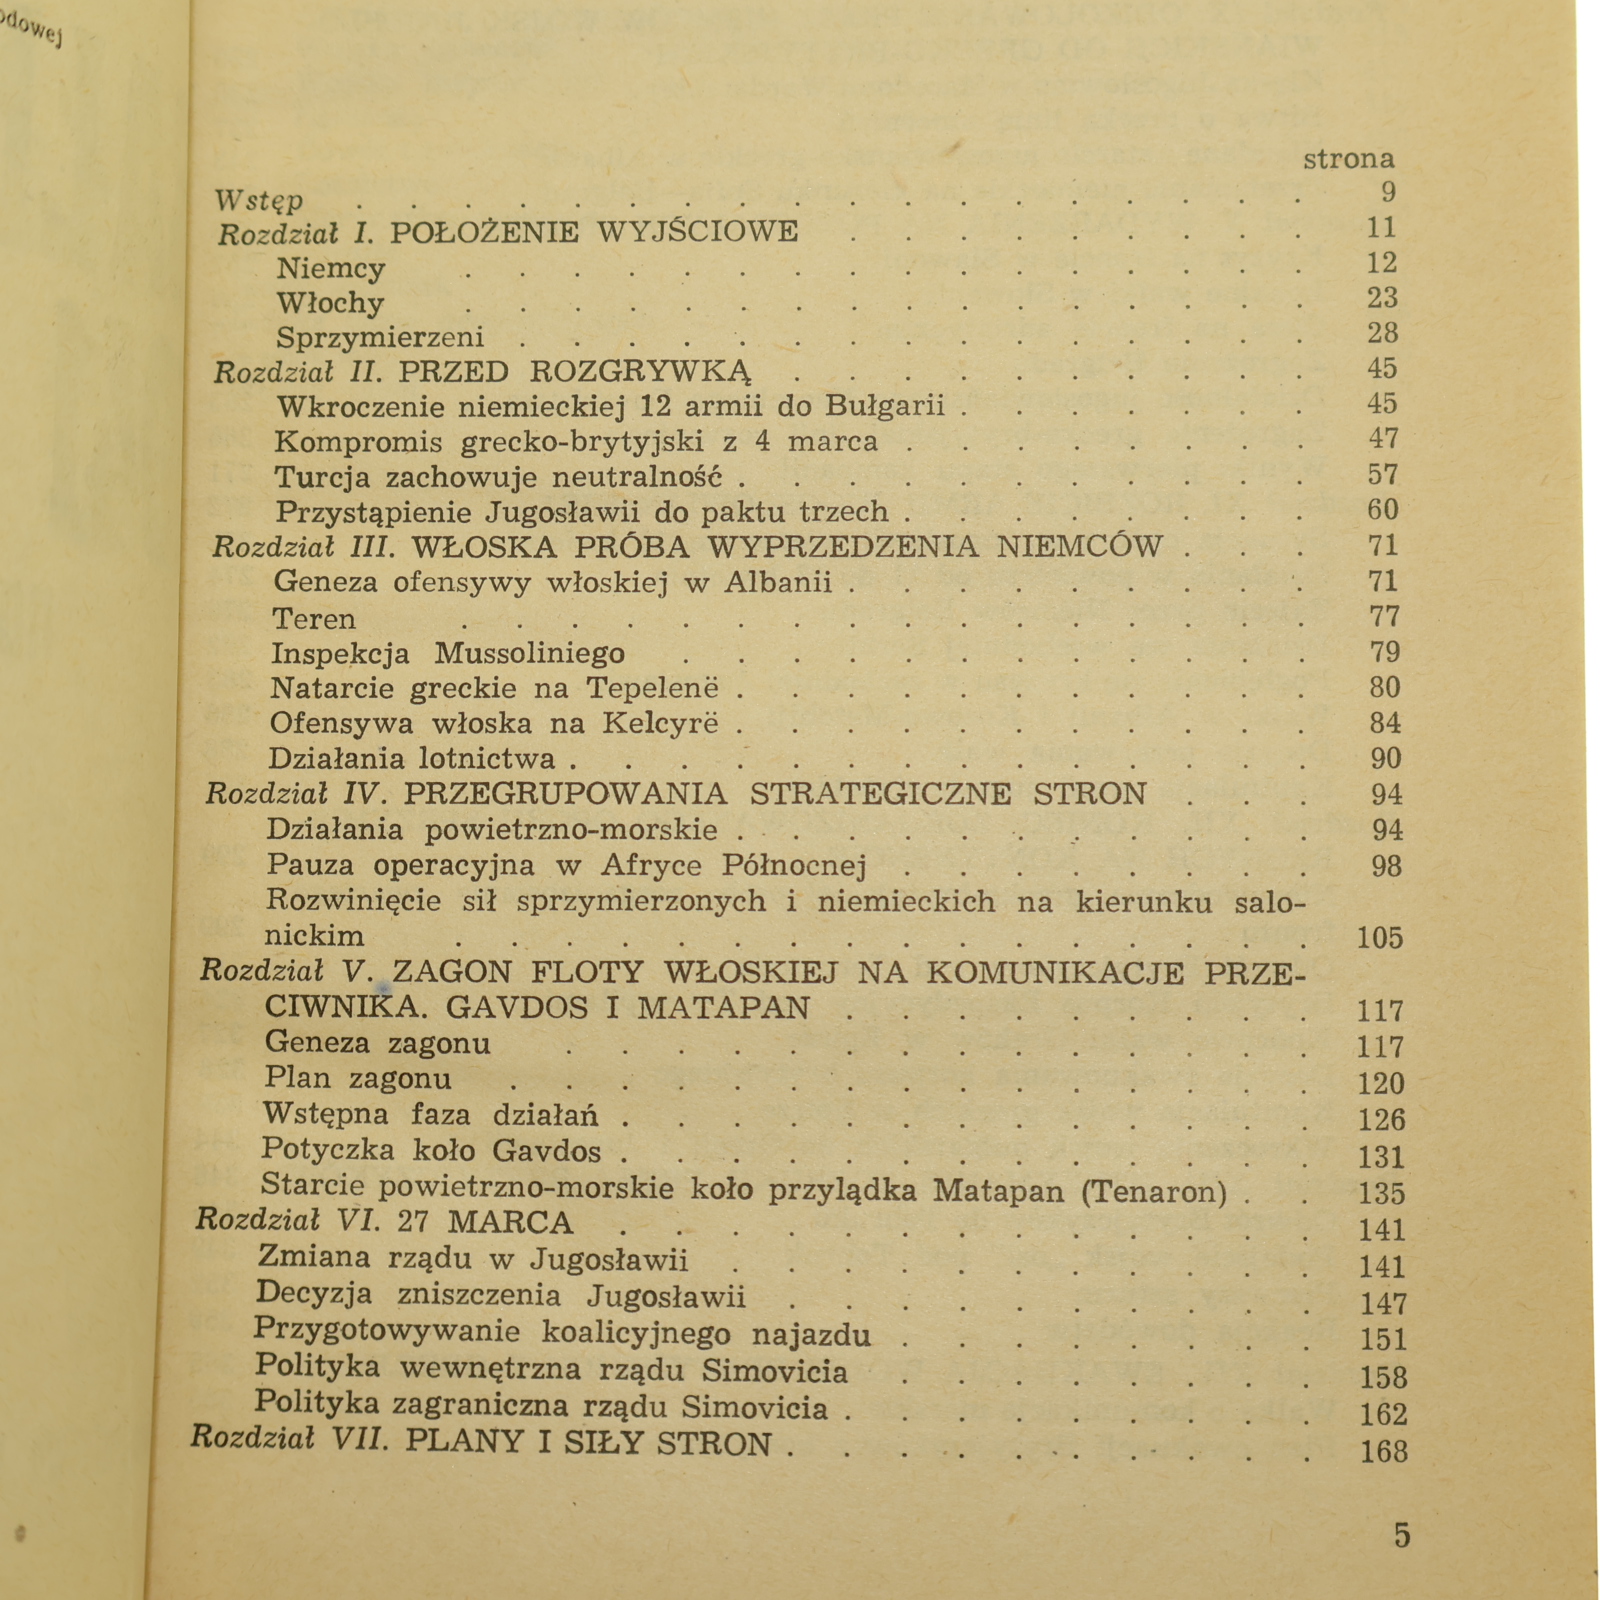 strona
Wstęp . . . . . . . . . . . . . . . . . . 9
Rozdział I. POŁOŻENIE WYJŚCIOWE . . . . . . . . . 11
Niemcy . . . . . . . . . . . . . . . . 12
Włochy . . . . . . . . . . . . . . . . 23
Sprzymierzeni . . . . . . . . . . . . . . . 28
Rozdział II. PRZED ROZGRYWKĄ . . . . . . . . . . 45
Wkroczenie niemieckiej 12 armii do Bułgarii . . . . . . . 45
Kompromis grecko-brytyjski z 4 marca . . . . . . . . 47
Turcja zachowuje neutralność . . . . . . . . . . . 57
Przystąpienie Jugosławii do paktu trzech . . . . . . . . 60
Rozdział III. WŁOSKA PRÓBA WYPRZEDZENIA NIEMCÓW . . . 71
Geneza ofensywy włoskiej w Albanii . . . . . . . . . 71
Teren . . . . . . . . . . . . . . . . 77
Inspekcja Mussoliniego . . . . . . . . . . . . 79
Natarcie greckie na Tepelenë . . . . . . . . . . . 80
Ofensywa włoska na Kelcyrë . . . . . . . . . . . 84
Działania lotnictwa . . . . . . . . . . . . . . 90
Rozdział IV. PRZEGRUPOWANIA STRATEGICZNE STRON . . . 94
Działania powietrzno-morskie . . . . . . . . . . . 94
Pauza operacyjna w Afryce Północnej . . . . . . . . 98
Rozwinięcie sił sprzymierzonych i niemieckich na kierunku salo-
nickim . . . . . . . . . . . . . . . . 105
Rozdział V. ZAGON FLOTY WŁOSKIEJ NA KOMUNIKACJE PRZE-
CIWNIKA. GAVDOS I MATAPAN . . . . . . . . . 117
Geneza zagonu . . . . . . . . . . . . . . 117
Plan zagonu . . . . . . . . . . . . . . . 120
Wstępna faza działań . . . . . . . . . . . . . 126
Potyczka koło Gavdos . . . . . . . . . . . . . 131
Starcie powietrzno-morskie koło przylądka Matapan (Tenaron) . . 135
Rozdział VI. 27 MARCA . . . . . . . . . . . . . 141
Zmiana rządu w Jugosławii . . . . . . . . . . . 141
Decyzja zniszczenia Jugosławii . . . . . . . . . . 147
Przygotowywanie koalicyjnego najazdu . . . . . . . . 151
Polityka wewnętrzna rządu Simovicia . . . . . . . . 158
Polityka zagraniczna rządu Simovicia . . . . . . . . . 162
Rozdział VII. PLANY I SIŁY STRON . . . . . . . . . . 168
5